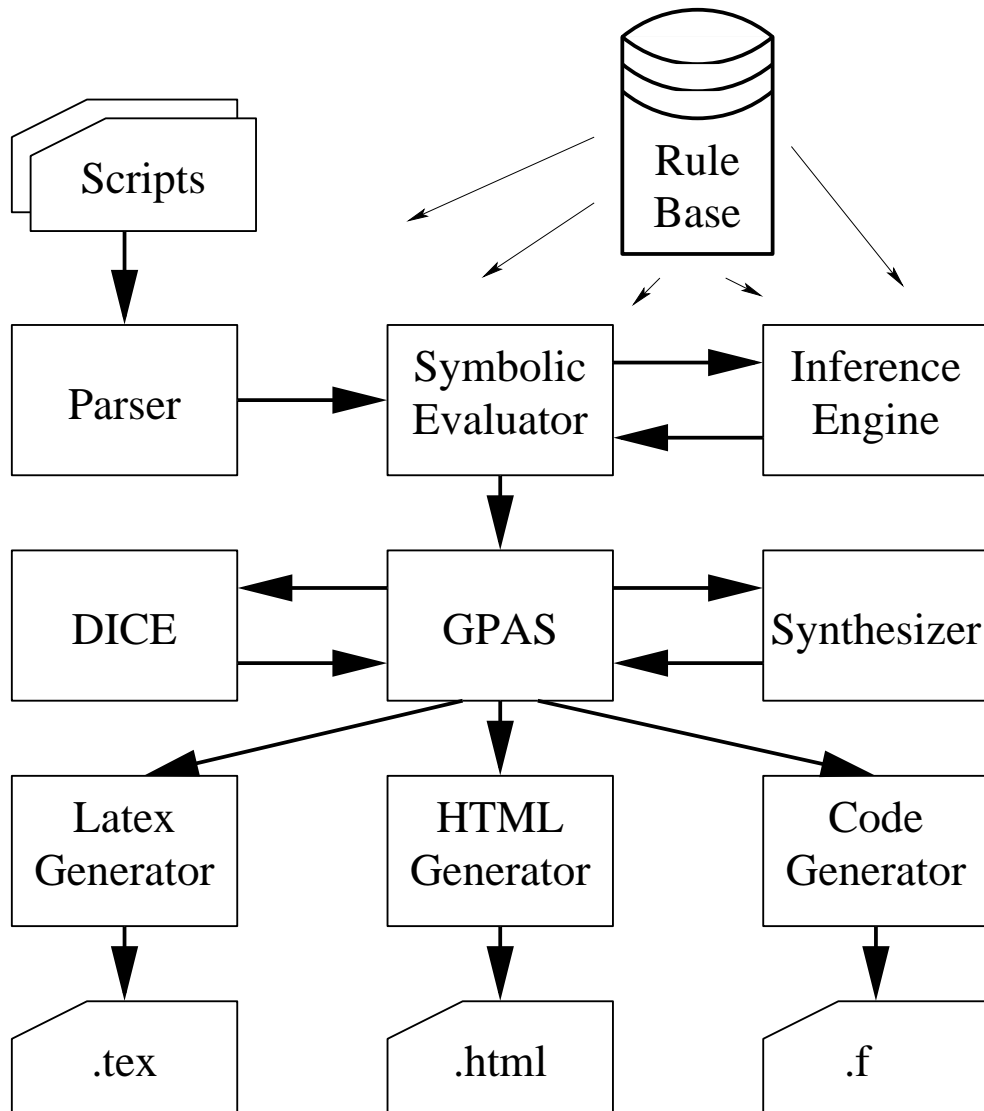 Scripts
Rule
Base
Parser
Symbolic
Evaluator
Inference
Engine
DICE
GPAS
Synthesizer
Latex
Generator
HTML
Generator
Code
Generator
.tex
.html
.f